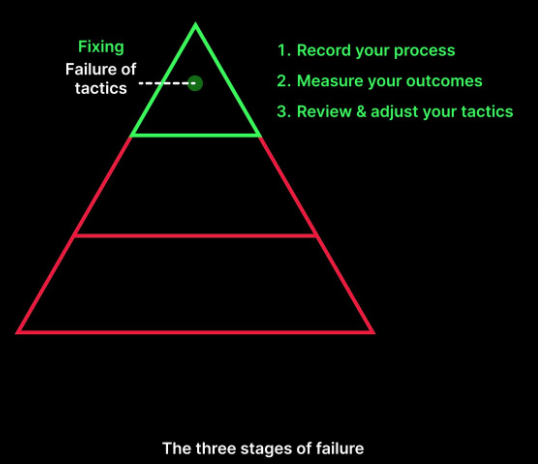 Fixing
Failure of
tactics
1. Record your process
2. Measure your outcomes
3. Review & adjust your tactics
The three stages of failure